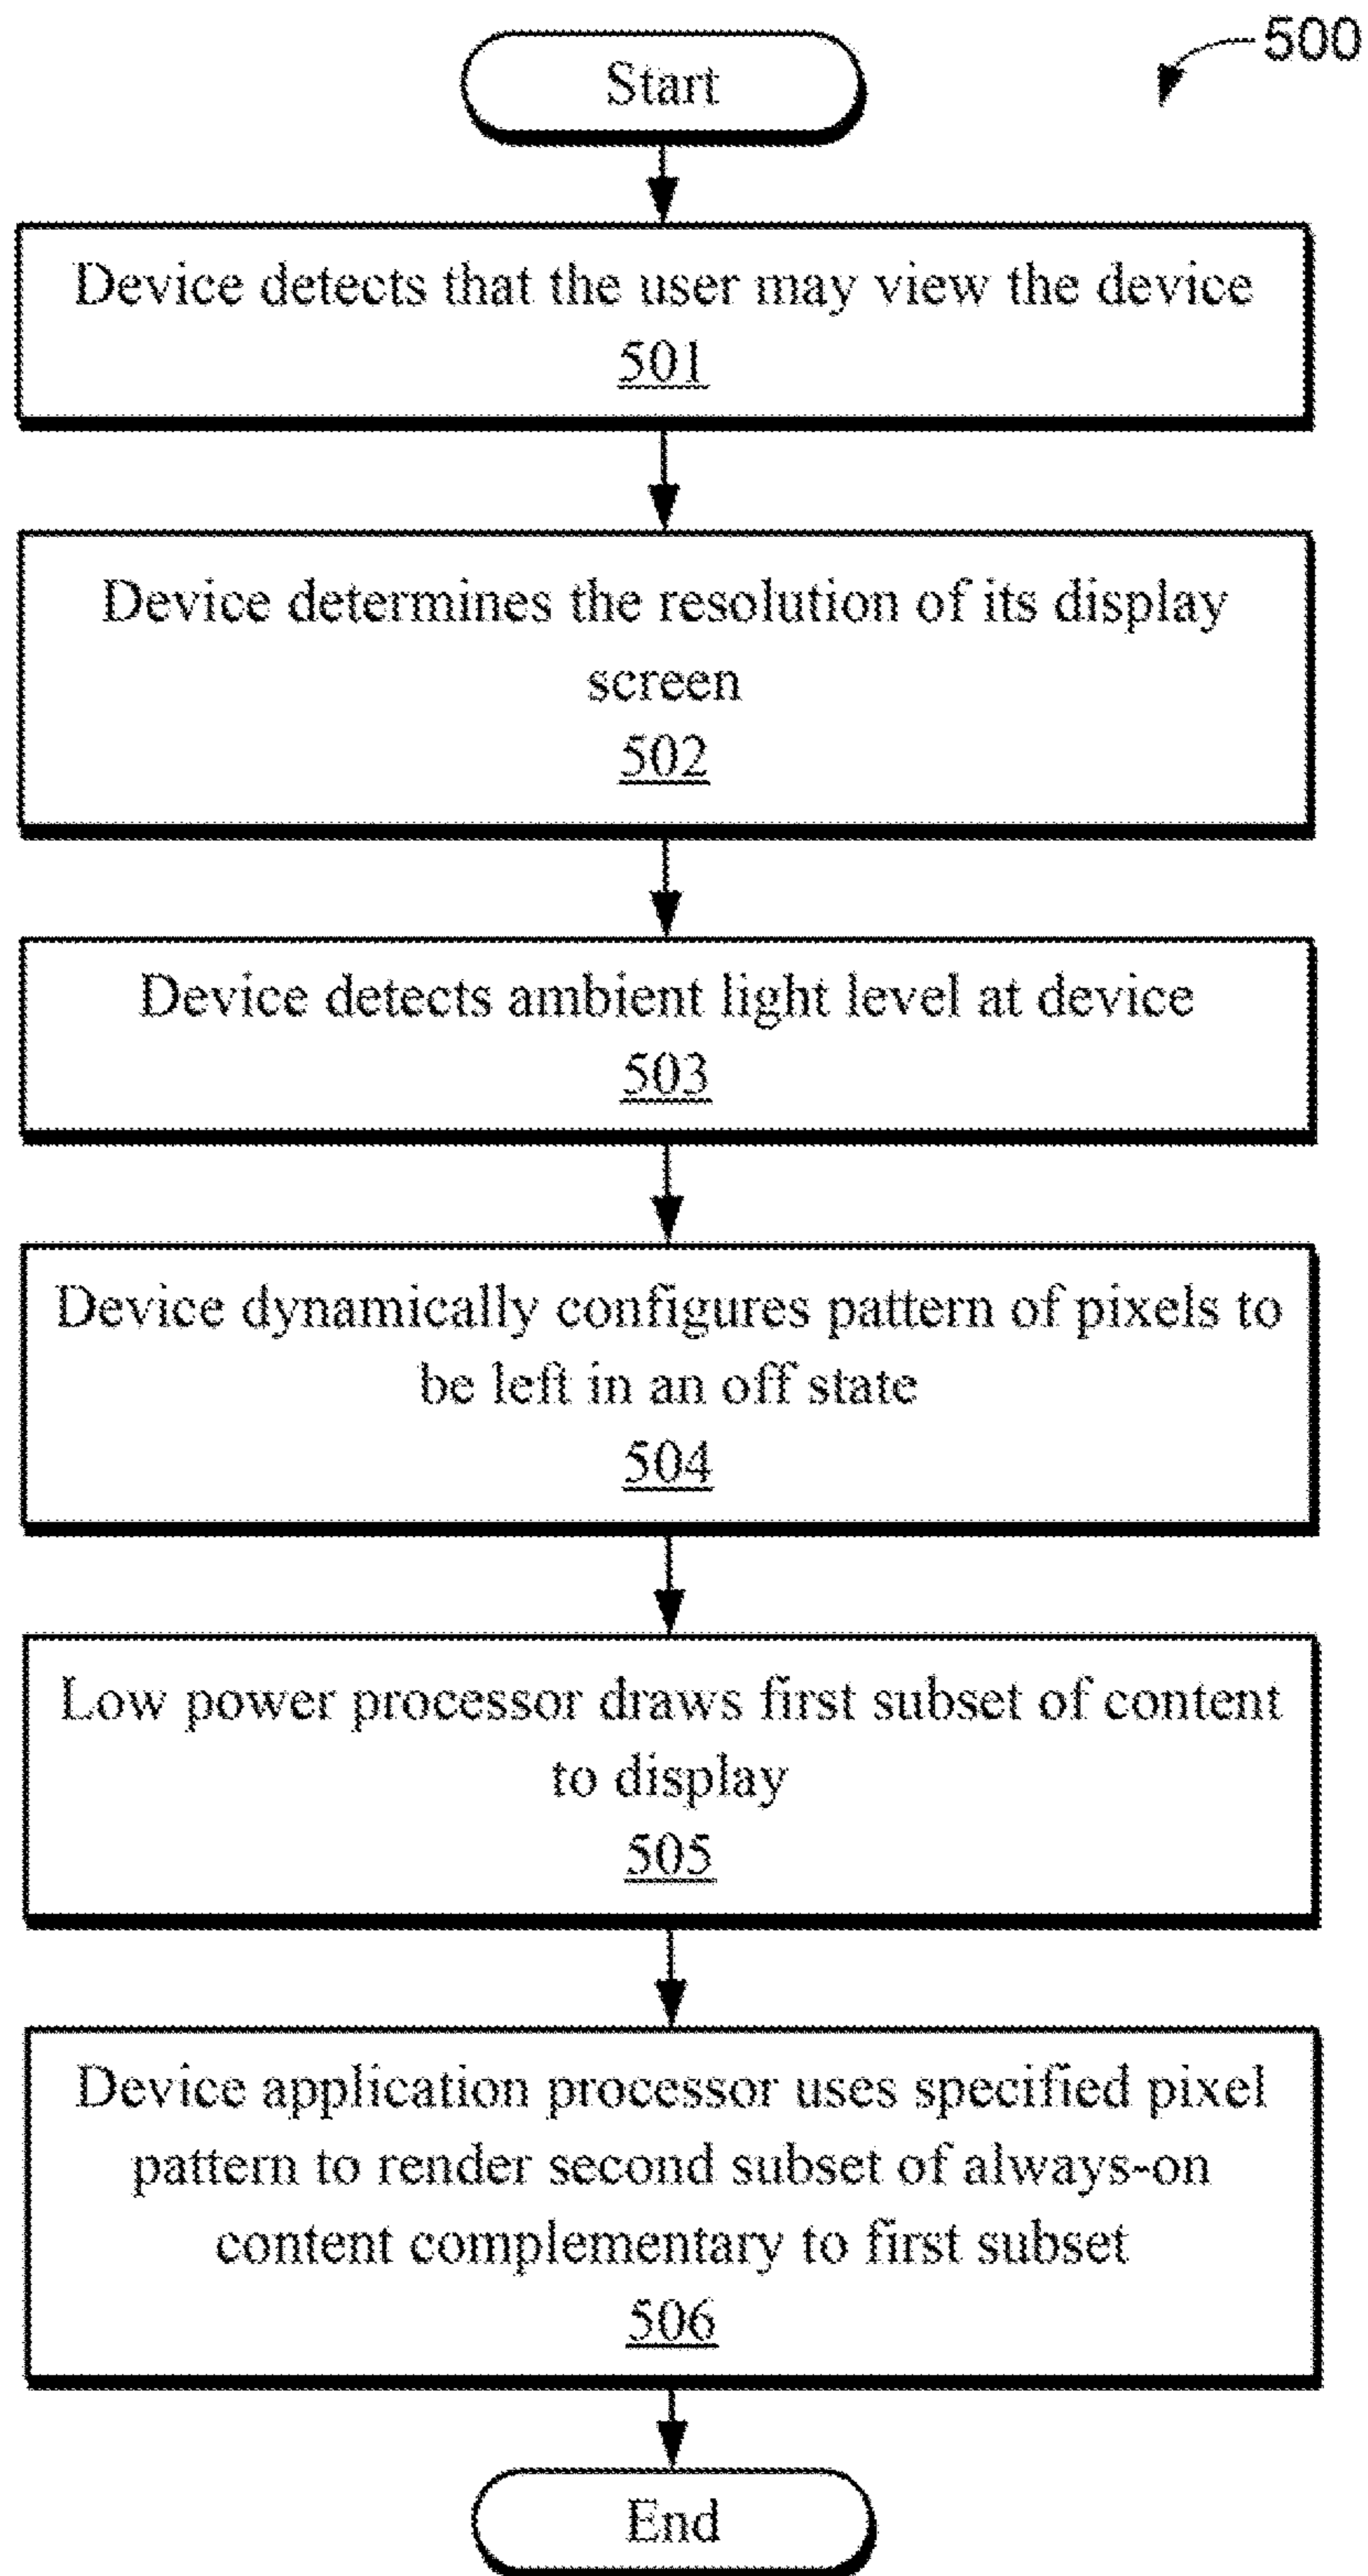 500
Start
Device detects that the user may view the device
501
Device determines the resolution of its display
screen
502
Device detects ambient light level at device
503
Device dynamically configures pattern of pixels to
be left in an off state
504
Low power processor draws first subset of content
to display
505
Device application processor uses specified pixel
pattern to render second subset of always-on
content complementary to first subset
506
End